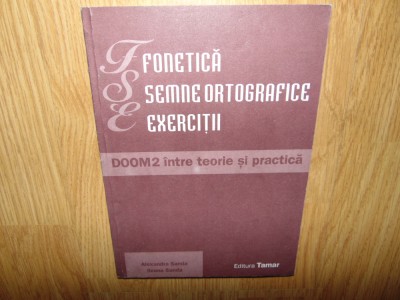 F FONETICĂ
S SEMNE ORTOGRAFICE
E EXERCIȚII
DOOM2 între teorie și practică
Editura Tamar